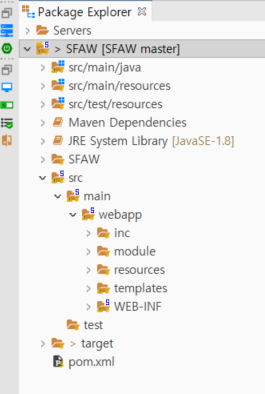 Package Explorer
Servers
> SFAW [SFAW master]
src/main/java
src/main/resources
src/test/resources
Maven Dependencies
JRE System Library [JavaSE-1.8]
SFAW
src
main
webapp
inc
module
resources
templates
WEB-INF
test
> target
pom.xml